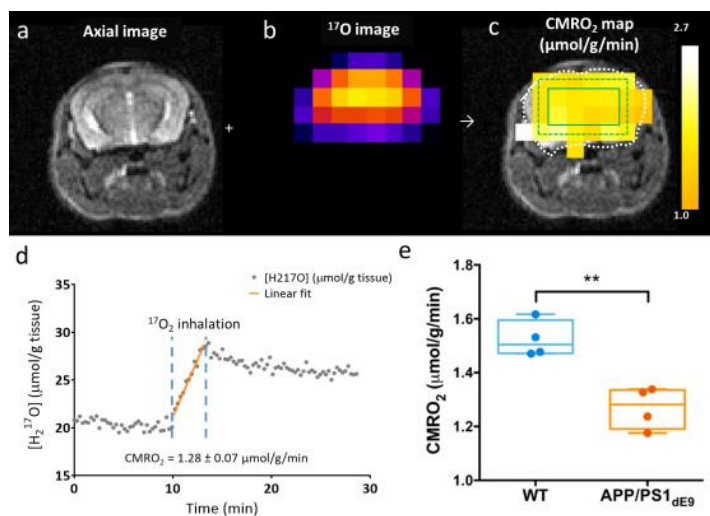 a Axial image
b ¹⁷O image
c CMRO₂ map
(μmol/g/min)
2.7
+
→
1.0
d
[H217O] (μmol/g tissue)
Linear fit
¹⁷O₂ inhalation
[H₂¹⁷O] (μmol/g tissue)
35
30
25
20
15
CMRO₂ = 1.28 ± 0.07 μmol/g/min
0 10 20 30
Time (min)
e
CMRO₂ (μmol/g/min)
1.8
**
1.6
1.4
1.2
1.0
WT APP/PS1dE9